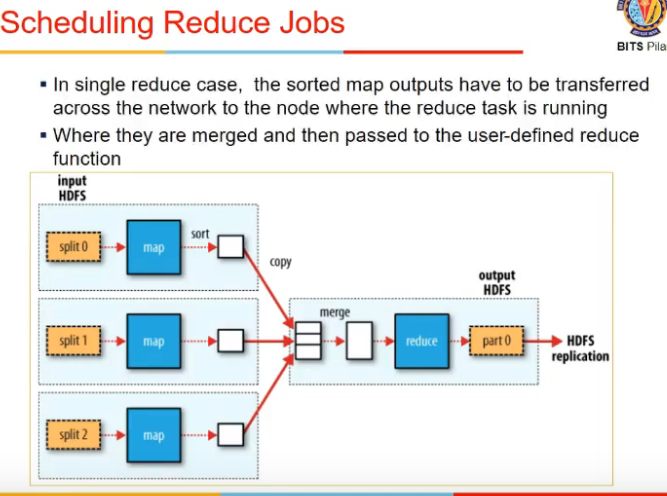 Scheduling Reduce Jobs
BITS Pila
▪ In single reduce case, the sorted map outputs have to be transferred
across the network to the node where the reduce task is running
▪ Where they are merged and then passed to the user-defined reduce
function
input
HDFS
split 0
map
sort
copy
output
HDFS
merge
split 1
map
reduce
part 0
HDFS
replication
split 2
map